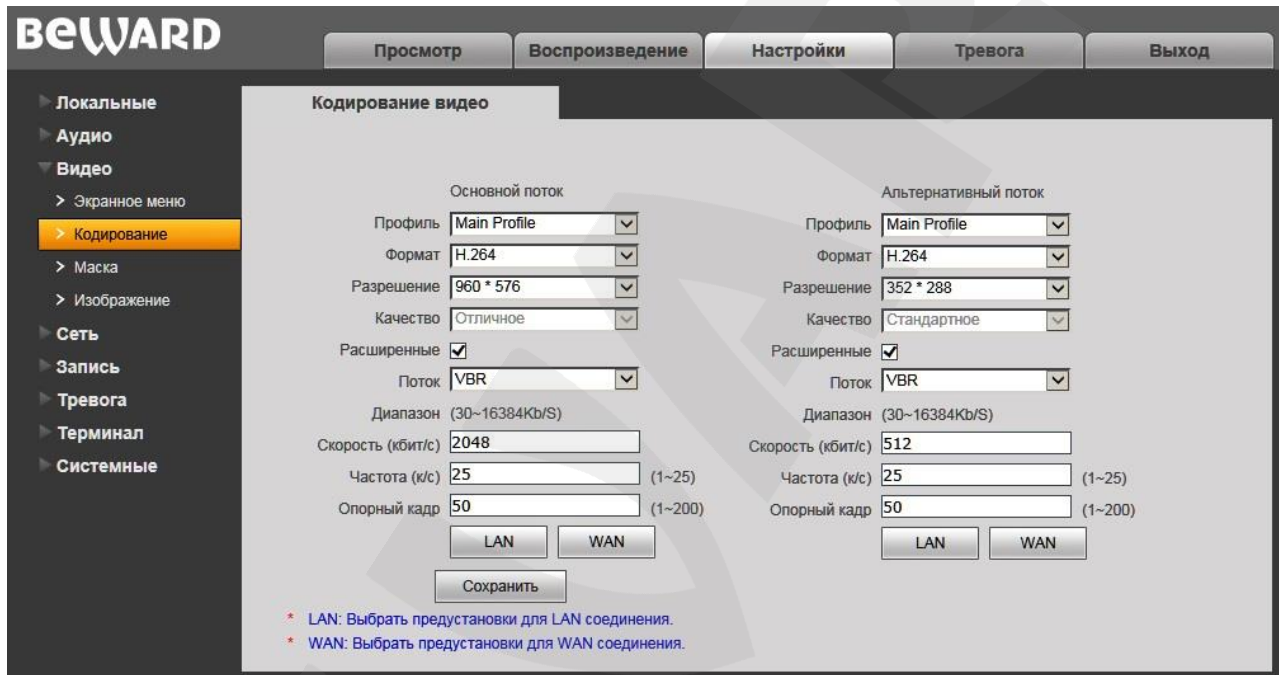 BEWARD
Просмотр Воспроизведение Настройки Тревога Выход
Локальные
Аудио
Видео
> Экранное меню
> Кодирование
> Маска
> Изображение
Сеть
Запись
Тревога
Терминал
Системные
Кодирование видео
Основной поток
Профиль Main Profile
Формат H.264
Разрешение 960 * 576
Качество Отличное
Расширенные
Поток VBR
Диапазон (30~16384Kb/S)
Скорость (кбит/с) 2048
Частота (к/с) 25 (1~25)
Опорный кадр 50 (1~200)
LAN WAN
Сохранить
Альтернативный поток
Профиль Main Profile
Формат H.264
Разрешение 352 * 288
Качество Стандартное
Расширенные
Поток VBR
Диапазон (30~16384Kb/S)
Скорость (кбит/с) 512
Частота (к/с) 25 (1~25)
Опорный кадр 50 (1~200)
LAN WAN
* LAN: Выбрать предустановки для LAN соединения.
* WAN: Выбрать предустановки для WAN соединения.